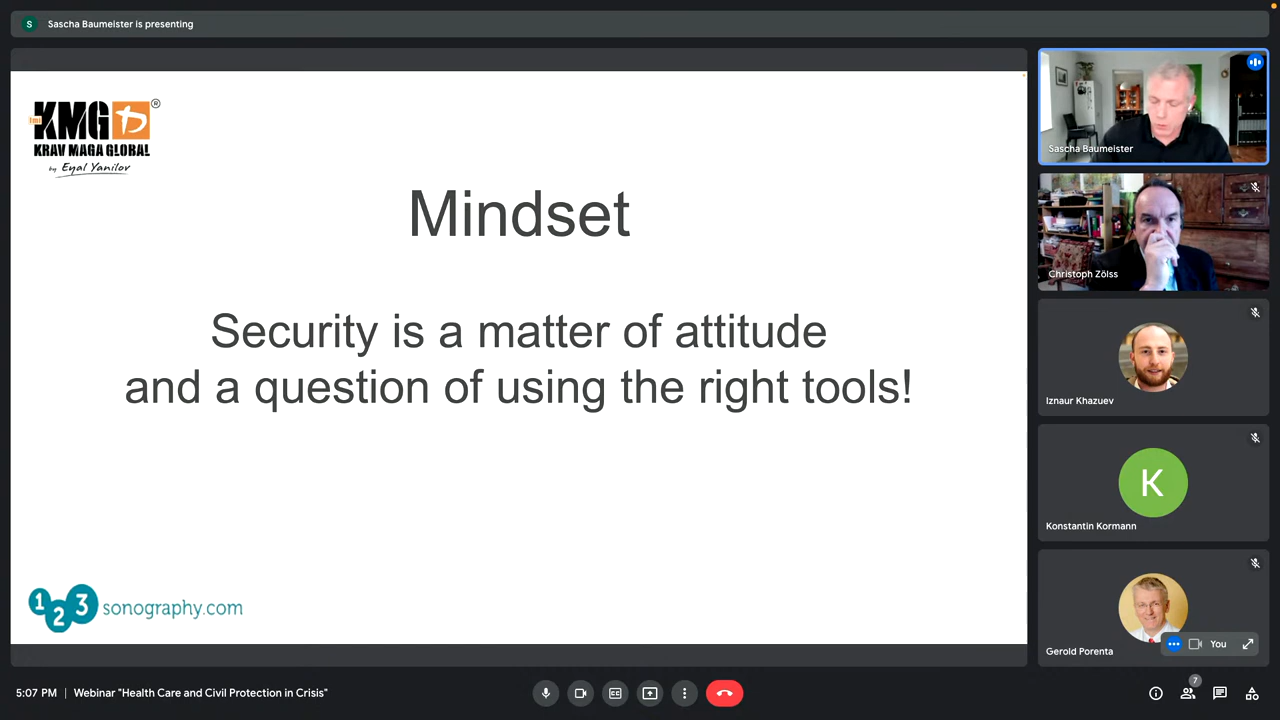 S
Sascha Baumeister is presenting
KMG
®
KRAV MAGA GLOBAL
by Eyal Yanilov
Mindset
Security is a matter of attitude
and a question of using the right tools!
123 sonography.com
Sascha Baumeister
Christoph Zölss
Iznaur Khazuev
K
Konstantin Kormann
Gerold Porenta
You
5:07 PM | Webinar "Health Care and Civil Protection in Crisis"
CC
7